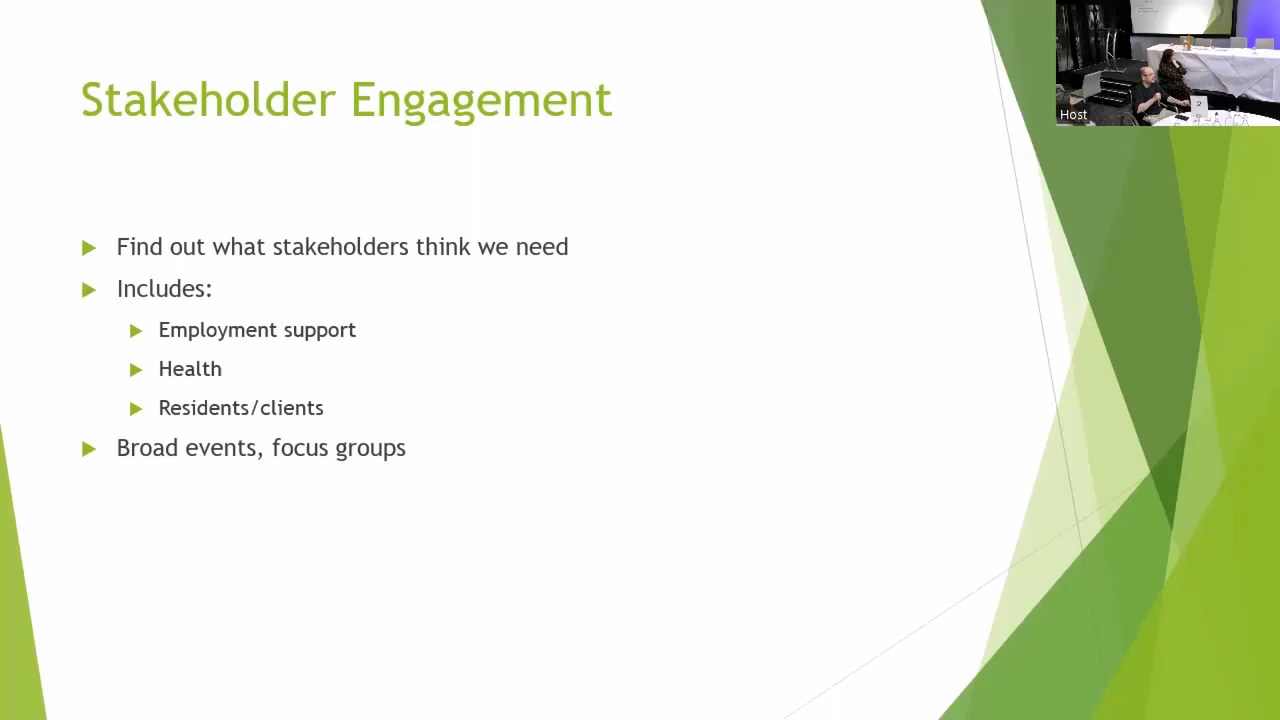 Stakeholder Engagement
Find out what stakeholders think we need
Includes:
Employment support
Health
Residents/clients
Broad events, focus groups
Host
2